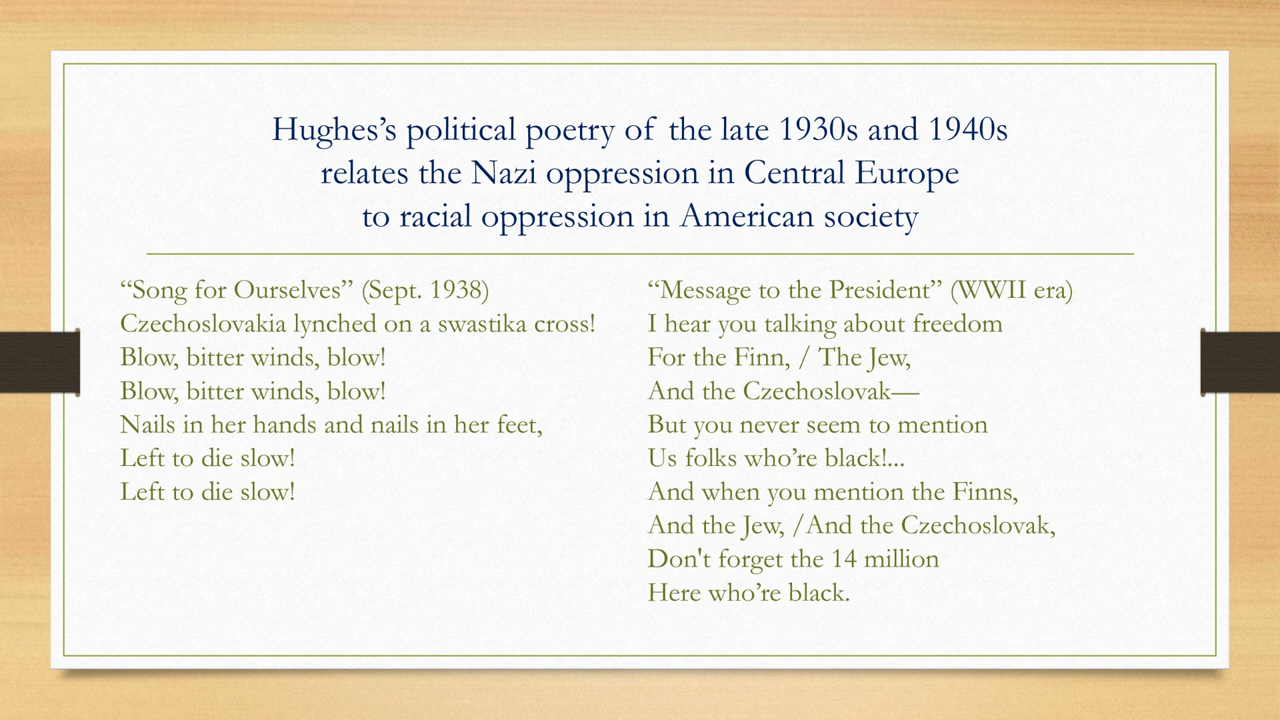 Hughes’s political poetry of the late 1930s and 1940s
relates the Nazi oppression in Central Europe
to racial oppression in American society
“Song for Ourselves” (Sept. 1938)
Czechoslovakia lynched on a swastika cross!
Blow, bitter winds, blow!
Blow, bitter winds, blow!
Nails in her hands and nails in her feet,
Left to die slow!
Left to die slow!
“Message to the President” (WWII era)
I hear you talking about freedom
For the Finn, / The Jew,
And the Czechoslovak—
But you never seem to mention
Us folks who’re black!...
And when you mention the Finns,
And the Jew, /And the Czechoslovak,
Don't forget the 14 million
Here who’re black.